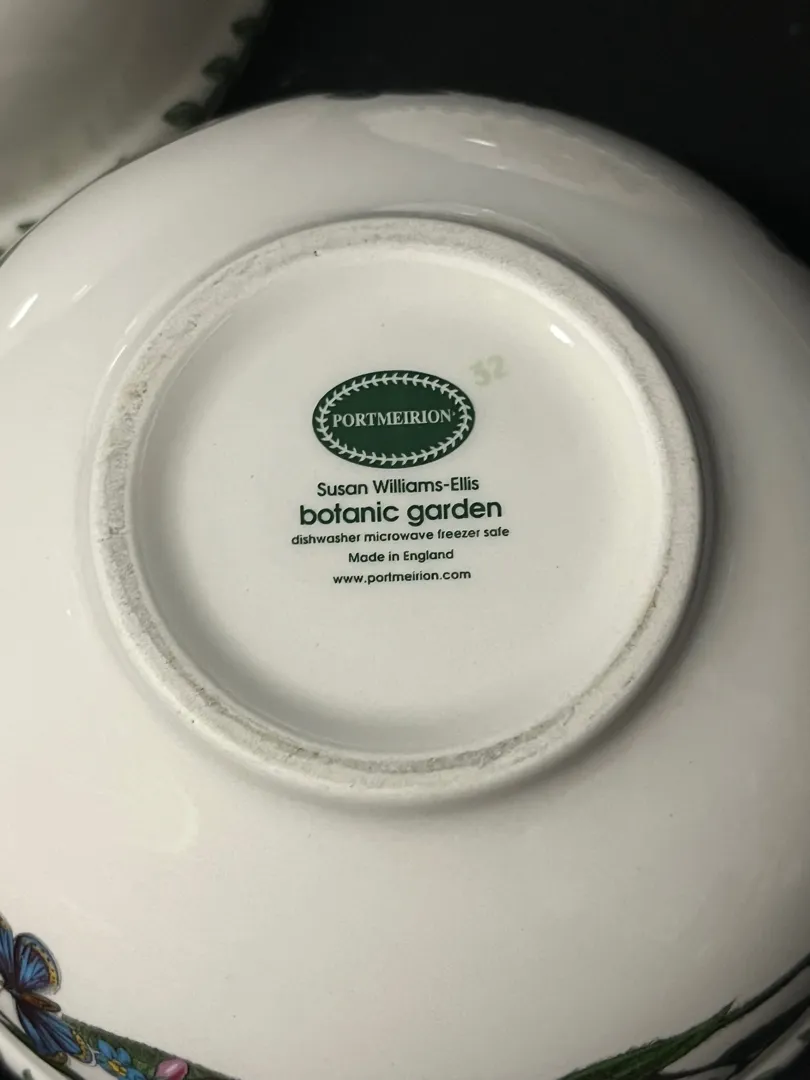 32
PORTMEIRION
Susan Williams-Ellis
botanic garden
dishwasher microwave freezer safe
Made in England
www.portmeirion.com